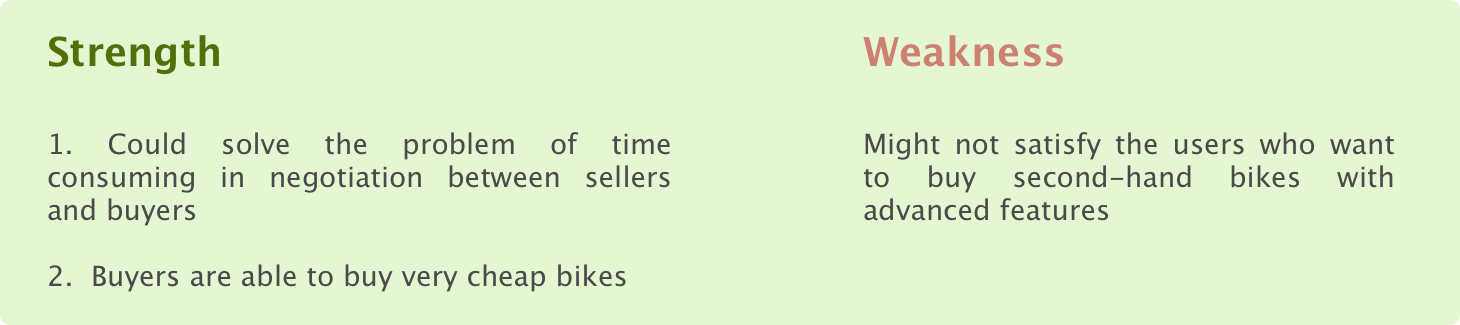 Strength
1. Could solve the problem of time
consuming in negotiation between sellers
and buyers
2. Buyers are able to buy very cheap bikes
Weakness
Might not satisfy the users who want
to buy second-hand bikes with
advanced features